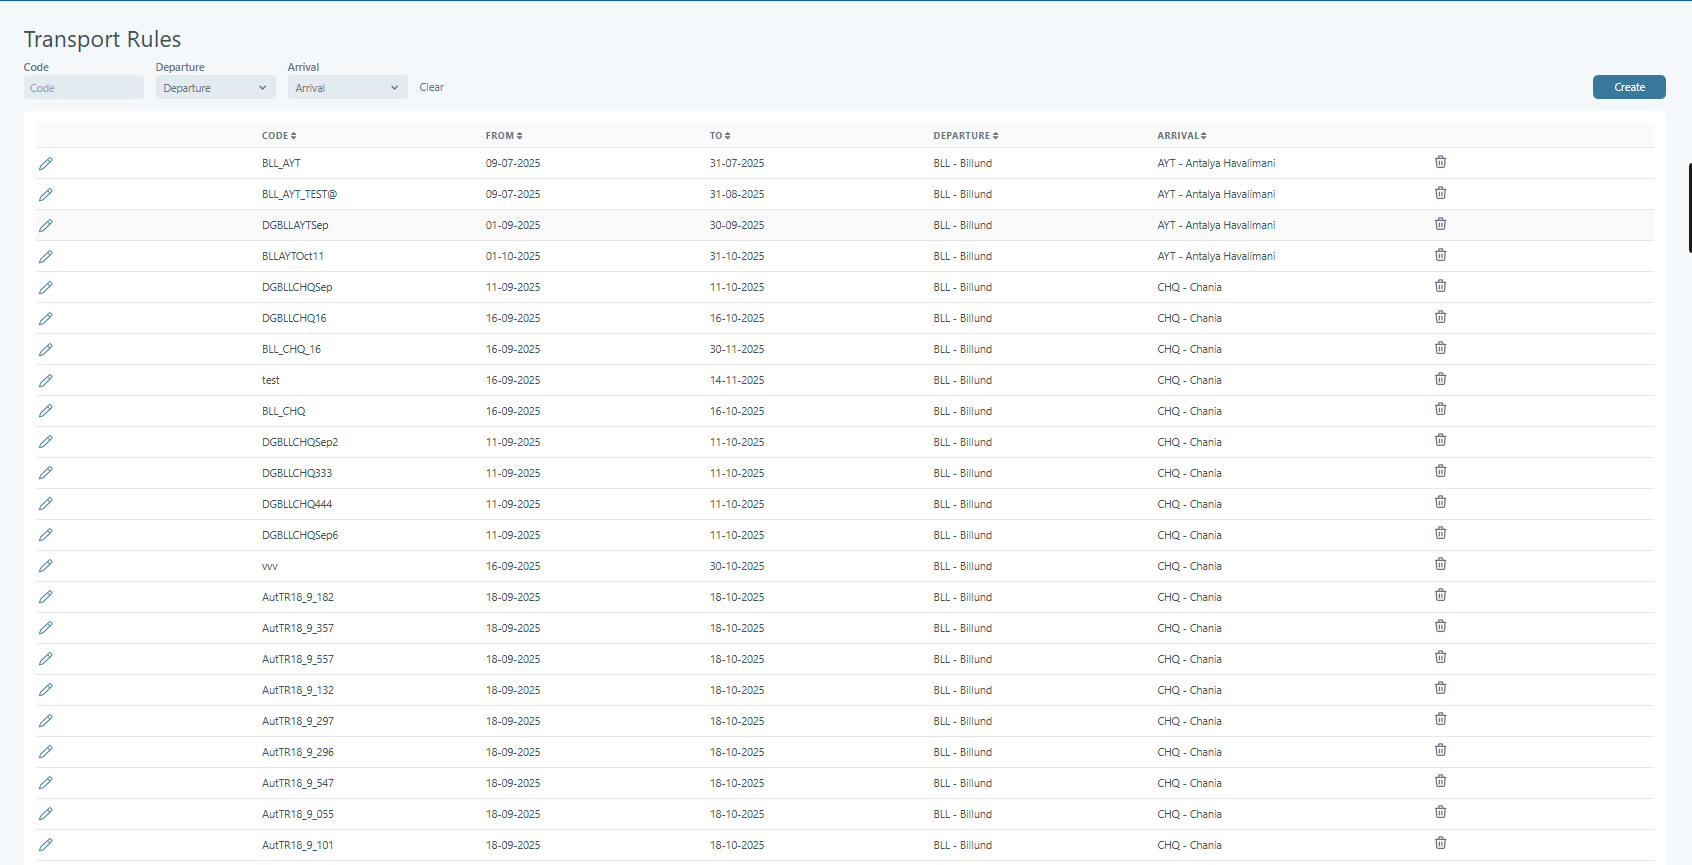 Transport Rules
Code Departure Arrival
Code Departure Arrival Clear Create
CODE FROM TO DEPARTURE ARRIVAL
BLL_AYT 09-07-2025 31-07-2025 BLL - Billund AYT - Antalya Havalimani
BLL_AYT_TEST@ 09-07-2025 31-08-2025 BLL - Billund AYT - Antalya Havalimani
DGBLLAYTSep 01-09-2025 30-09-2025 BLL - Billund AYT - Antalya Havalimani
BLLAYTOct11 01-10-2025 31-10-2025 BLL - Billund AYT - Antalya Havalimani
DGBLLCHQSep 11-09-2025 11-10-2025 BLL - Billund CHQ - Chania
DGBLLCHQ16 16-09-2025 16-10-2025 BLL - Billund CHQ - Chania
BLL_CHQ_16 16-09-2025 30-11-2025 BLL - Billund CHQ - Chania
test 16-09-2025 14-11-2025 BLL - Billund CHQ - Chania
BLL_CHQ 16-09-2025 16-10-2025 BLL - Billund CHQ - Chania
DGBLLCHQSep2 11-09-2025 11-10-2025 BLL - Billund CHQ - Chania
DGBLLCHQ333 11-09-2025 11-10-2025 BLL - Billund CHQ - Chania
DGBLLCHQ444 11-09-2025 11-10-2025 BLL - Billund CHQ - Chania
DGBLLCHQSep6 11-09-2025 11-10-2025 BLL - Billund CHQ - Chania
vvv 16-09-2025 30-10-2025 BLL - Billund CHQ - Chania
AutTR18_9_182 18-09-2025 18-10-2025 BLL - Billund CHQ - Chania
AutTR18_9_357 18-09-2025 18-10-2025 BLL - Billund CHQ - Chania
AutTR18_9_557 18-09-2025 18-10-2025 BLL - Billund CHQ - Chania
AutTR18_9_132 18-09-2025 18-10-2025 BLL - Billund CHQ - Chania
AutTR18_9_297 18-09-2025 18-10-2025 BLL - Billund CHQ - Chania
AutTR18_9_296 18-09-2025 18-10-2025 BLL - Billund CHQ - Chania
AutTR18_9_547 18-09-2025 18-10-2025 BLL - Billund CHQ - Chania
AutTR18_9_055 18-09-2025 18-10-2025 BLL - Billund CHQ - Chania
AutTR18_9_101 18-09-2025 18-10-2025 BLL - Billund CHQ - Chania